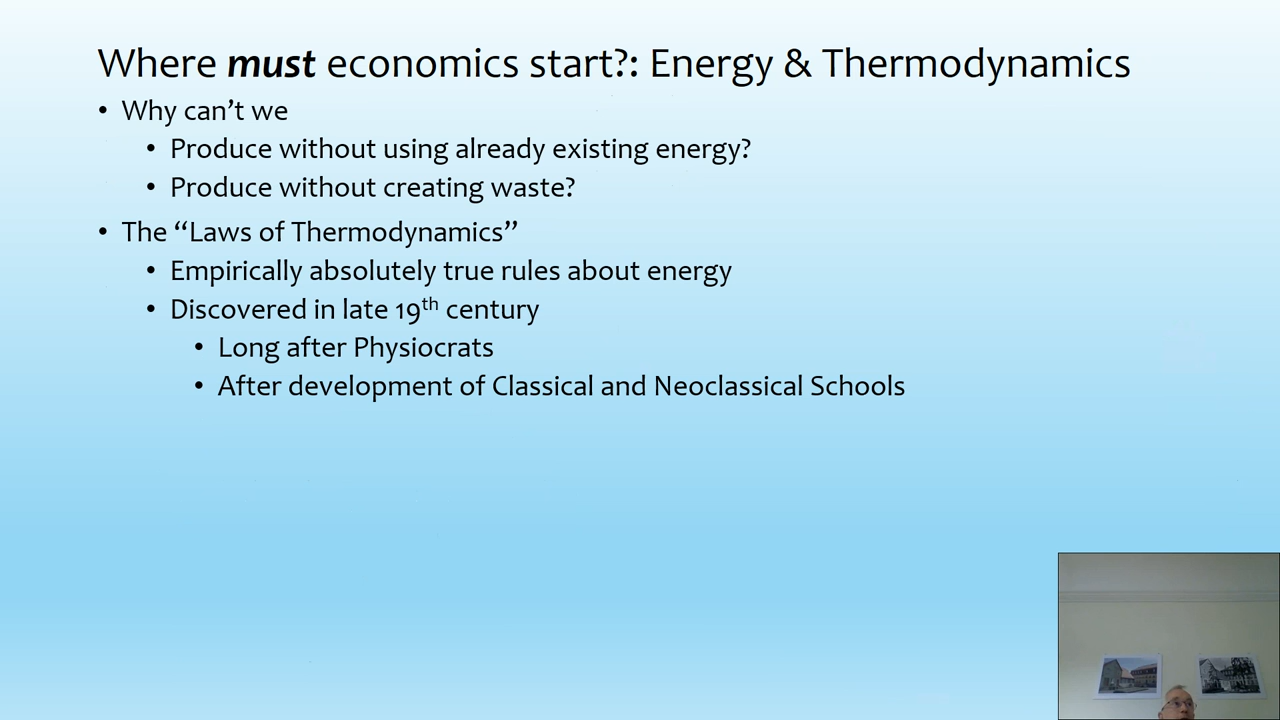 Where must economics start?: Energy & Thermodynamics
• Why can’t we
• Produce without using already existing energy?
• Produce without creating waste?
• The “Laws of Thermodynamics”
• Empirically absolutely true rules about energy
• Discovered in late 19th century
• Long after Physiocrats
• After development of Classical and Neoclassical Schools